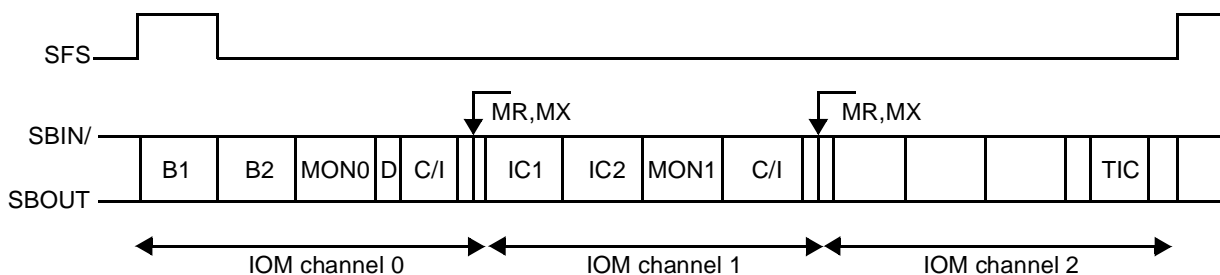 SFS
MR,MX MR,MX
SBIN/
B1 B2 MON0 D C/I IC1 IC2 MON1 C/I TIC
SBOUT
IOM channel 0 IOM channel 1 IOM channel 2